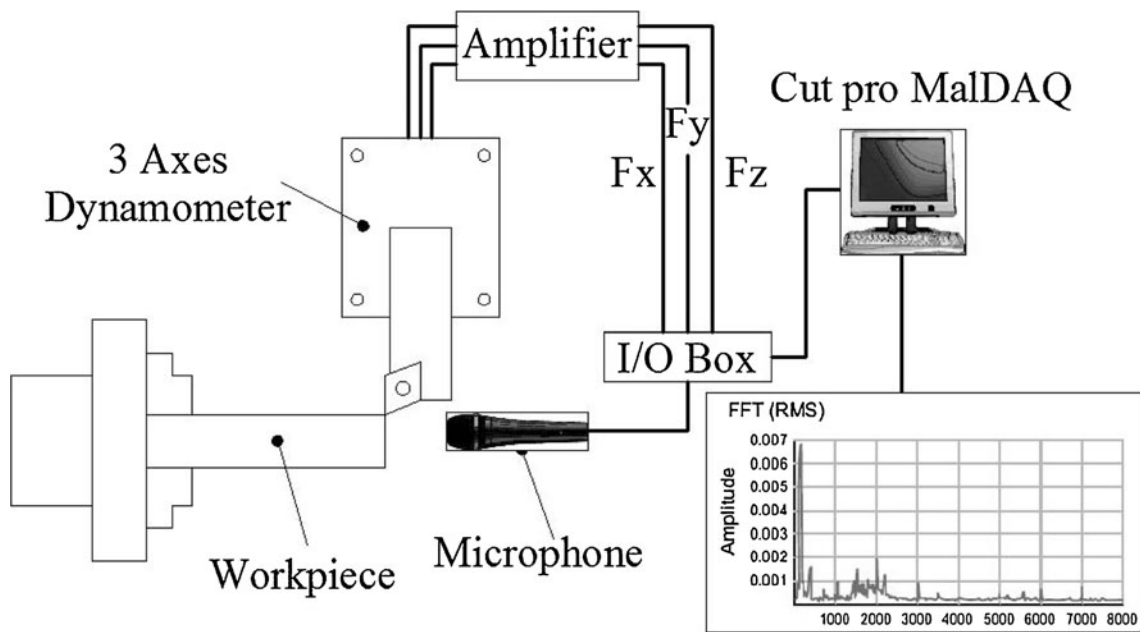 Amplifier
Cut pro MalDAQ
3 Axes
Dynamometer
Fx
Fy
Fz
I/O Box
Workpiece
Microphone
FFT (RMS)
Amplitude
0.007
0.006
0.005
0.004
0.003
0.002
0.001
1000 2000 3000 4000 5000 6000 7000 8000